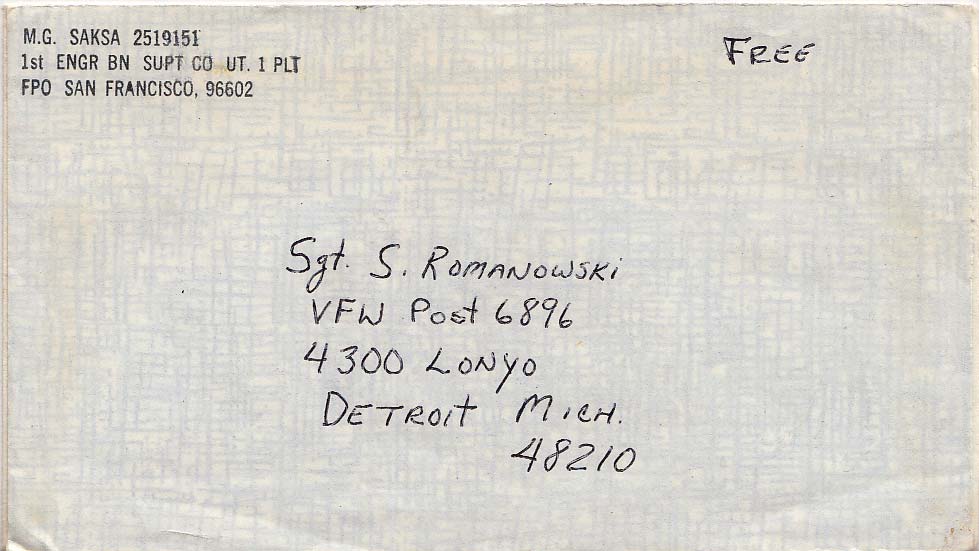 M.G. SAKSA 2519151
1st ENGR BN SUPT CO UT. 1 PLT
FPO SAN FRANCISCO, 96602
FREE
Sgt. S. ROMANOWSKi
VFW Post 6896
4300 LONYO
DETROIT MICH.
48210